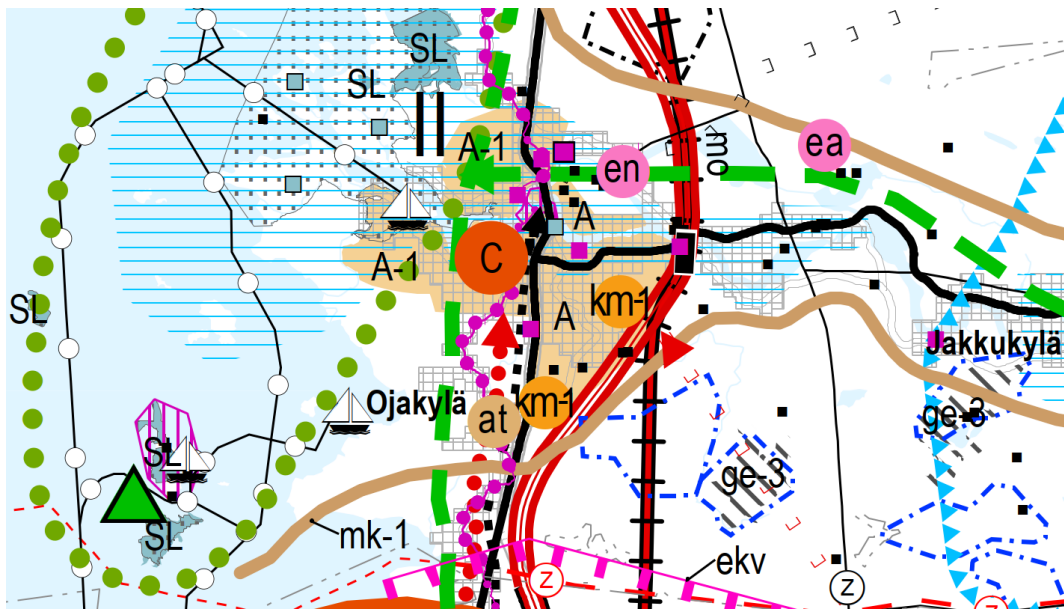 SL
SL
A-1
en
mo
ea
A
C
A-1
km-1
SL
A
Jakkukylä
Ojakylä
km-1
at
ge-3
SL
ge-3
SL
mk-1
ekv
z
z